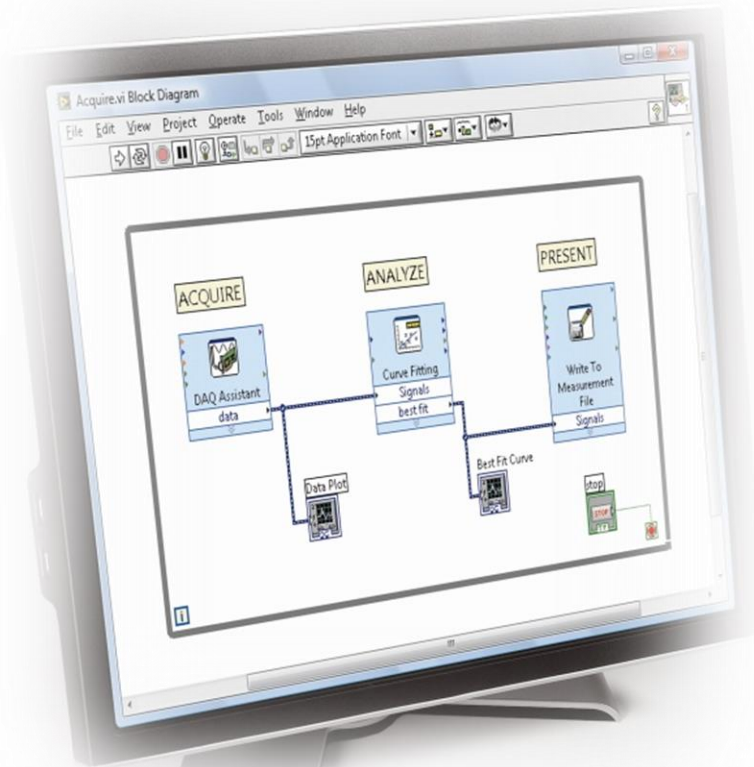 Acquire.vi Block Diagram
File Edit View Project Operate Tools Window Help
15pt Application Font
ACQUIRE
ANALYZE
PRESENT
DAQ Assistant
data
Curve Fitting
Signals
best fit
Write To
Measurement
File
Signals
Data Plot
Best Fit Curve
stop
STOP
TF
i